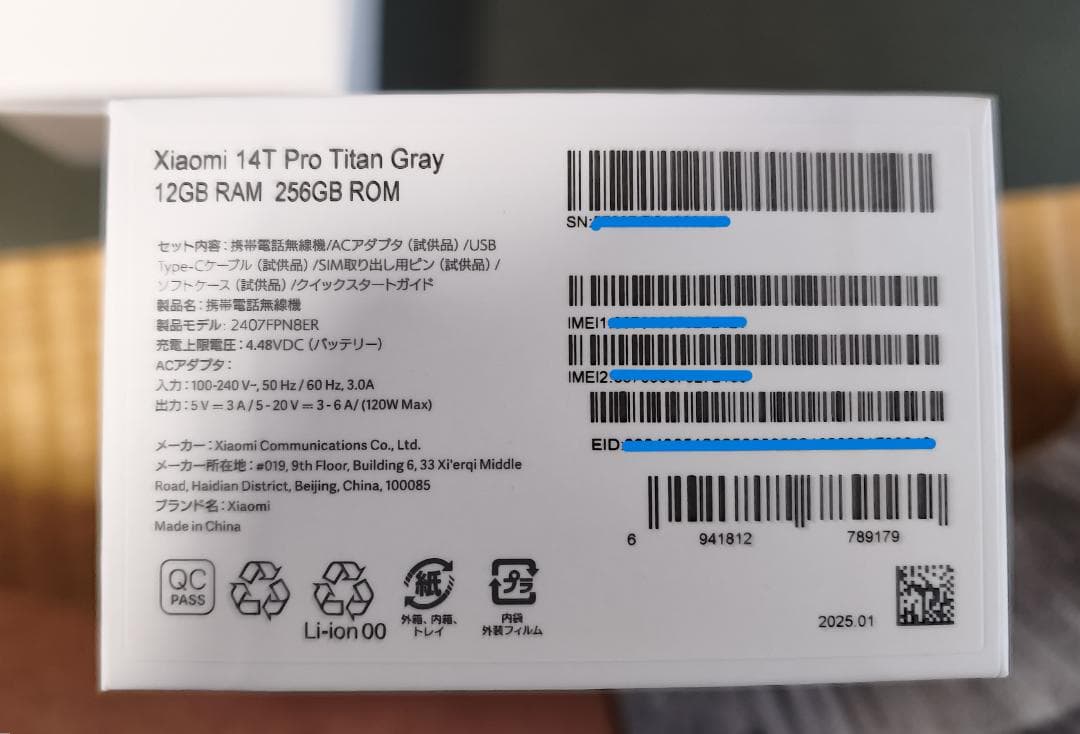 Xiaomi 14T Pro Titan Gray
12GB RAM 256GB ROM
セット内容：携帯電話無線機/ACアダプタ（試供品）/USB
Type-Cケーブル（試供品）/SIM取り出し用ピン（試供品）/
ソフトケース（試供品）/クイックスタートガイド
製品名：携帯電話無線機
製品モデル: 2407FPN8ER
充電上限電圧：4.48VDC（バッテリー）
ACアダプタ：
入力：100-240 V~, 50 Hz / 60 Hz, 3.0A
出力：5 V ⎓ 3 A / 5 - 20 V ⎓ 3 - 6 A / (120W Max)
メーカー：Xiaomi Communications Co., Ltd.
メーカー所在地：#019, 9th Floor, Building 6, 33 Xi'erqi Middle
Road, Haidian District, Beijing, China, 100085
ブランド名：Xiaomi
Made in China
QC
PASS
Li-ion 00
紙
外箱、内箱、
トレイ
プラ
内袋
外装フィルム
SN:
IMEI1
IMEI2:
EID:
6 941812 789179
2025.01